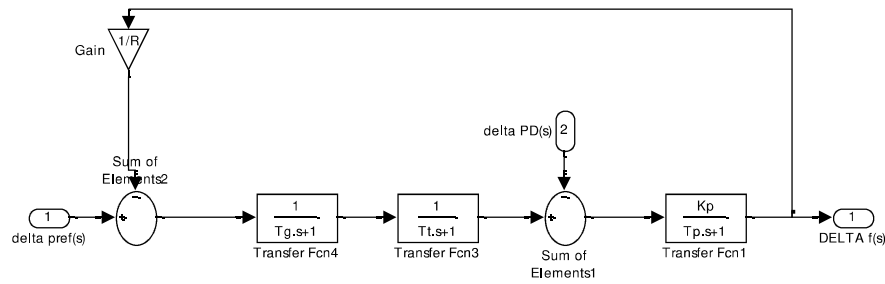 1/R
Gain
delta PD(s)
2
Sum of
Elements2
1
delta pref(s)
1
Tg.s+1
Transfer Fcn4
1
Tt.s+1
Transfer Fcn3
Sum of
Elements1
Kp
Tp.s+1
Transfer Fcn1
1
DELTA f(s)